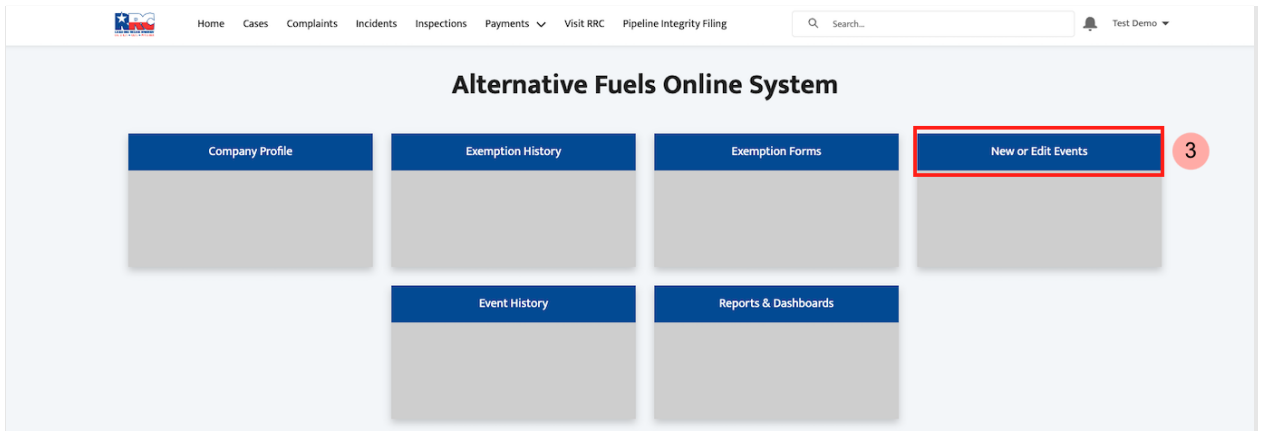 RRC
Home Cases Complaints Incidents Inspections Payments Visit RRC Pipeline Integrity Filing Search... Test Demo
Alternative Fuels Online System
Company Profile Exemption History Exemption Forms New or Edit Events 3
Event History Reports & Dashboards